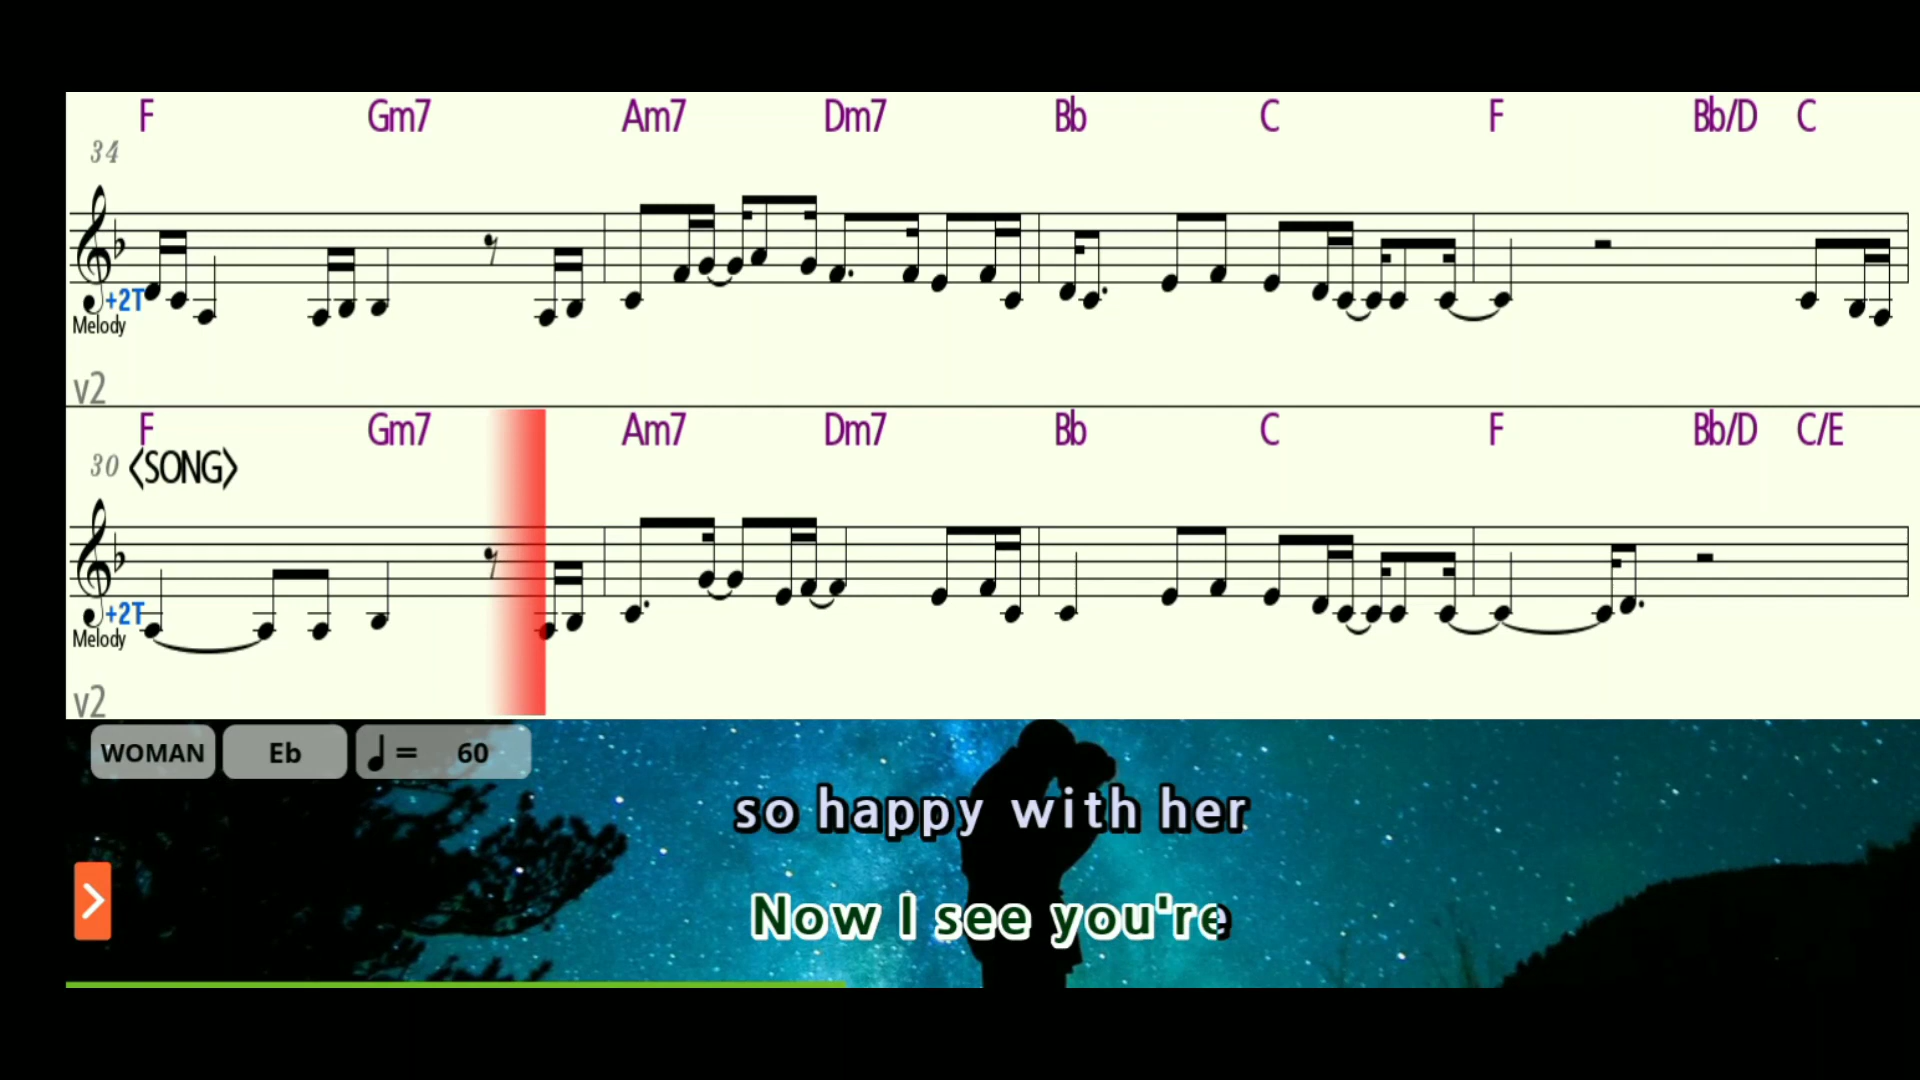 F Gm7 Am7 Dm7 Bb C F Bb/D C
34
+2T
Melody
v2
F Gm7 Am7 Dm7 Bb C F Bb/D C/E
30 〈SONG〉
+2T
Melody
v2
WOMAN Eb ♩= 60
so happy with her
Now I see you're